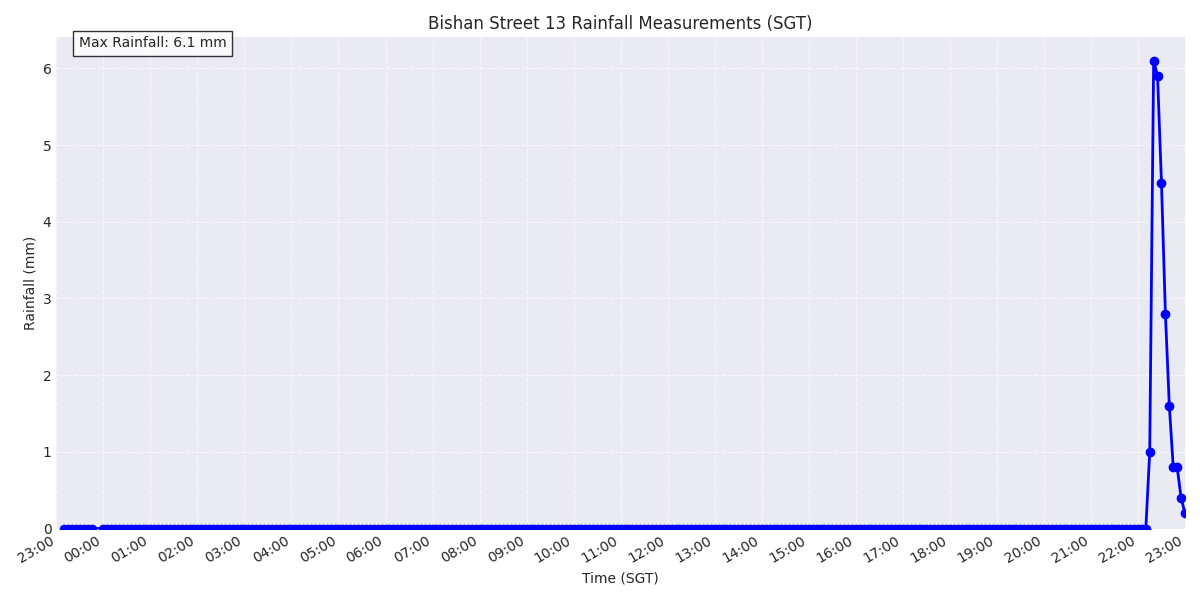 Bishan Street 13 Rainfall Measurements (SGT)
Max Rainfall: 6.1 mm
6
5
4
3
2
1
0
Rainfall (mm)
23:00 00:00 01:00 02:00 03:00 04:00 05:00 06:00 07:00 08:00 09:00 10:00 11:00 12:00 13:00 14:00 15:00 16:00 17:00 18:00 19:00 20:00 21:00 22:00 23:00
Time (SGT)